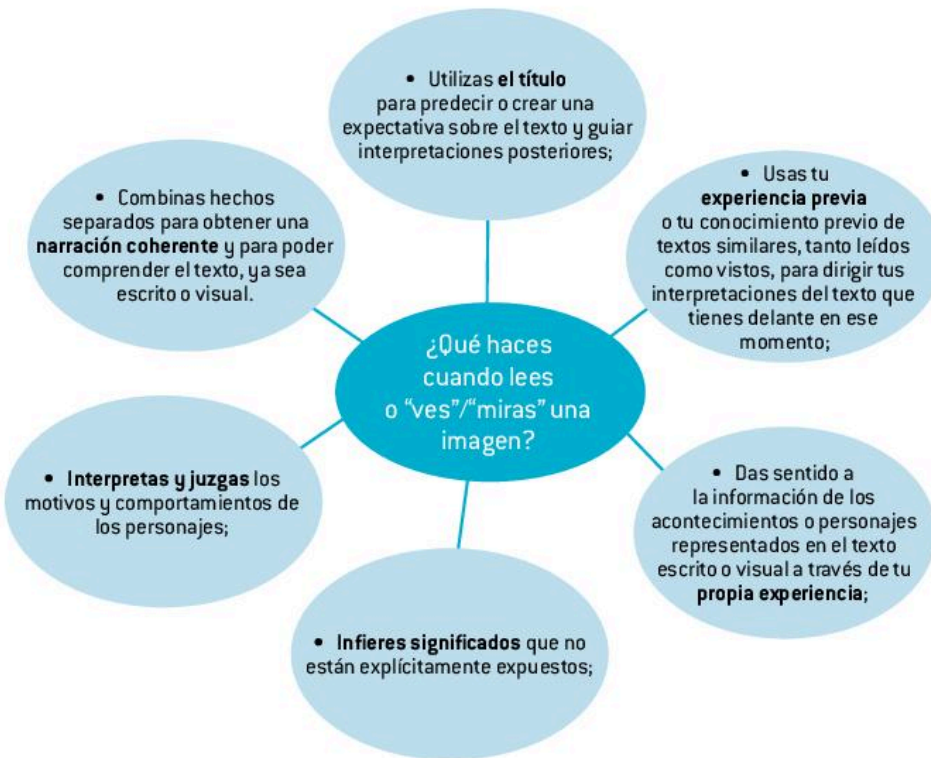 • Utilizas el título
para predecir o crear una
expectativa sobre el texto y guiar
interpretaciones posteriores;
• Usas tu
experiencia previa
o tu conocimiento previo de
textos similares, tanto leídos
como vistos, para dirigir tus
interpretaciones del texto que
tienes delante en ese
momento;
• Das sentido a
la información de los
acontecimientos o personajes
representados en el texto
escrito o visual a través de tu
propia experiencia;
• Infieres significados que no
están explícitamente expuestos;
• Interpretas y juzgas los
motivos y comportamientos de
los personajes;
• Combinas hechos
separados para obtener una
narración coherente y para poder
comprender el texto, ya sea
escrito o visual.
¿Qué haces
cuando lees
o “ves”/“miras” una
imagen?